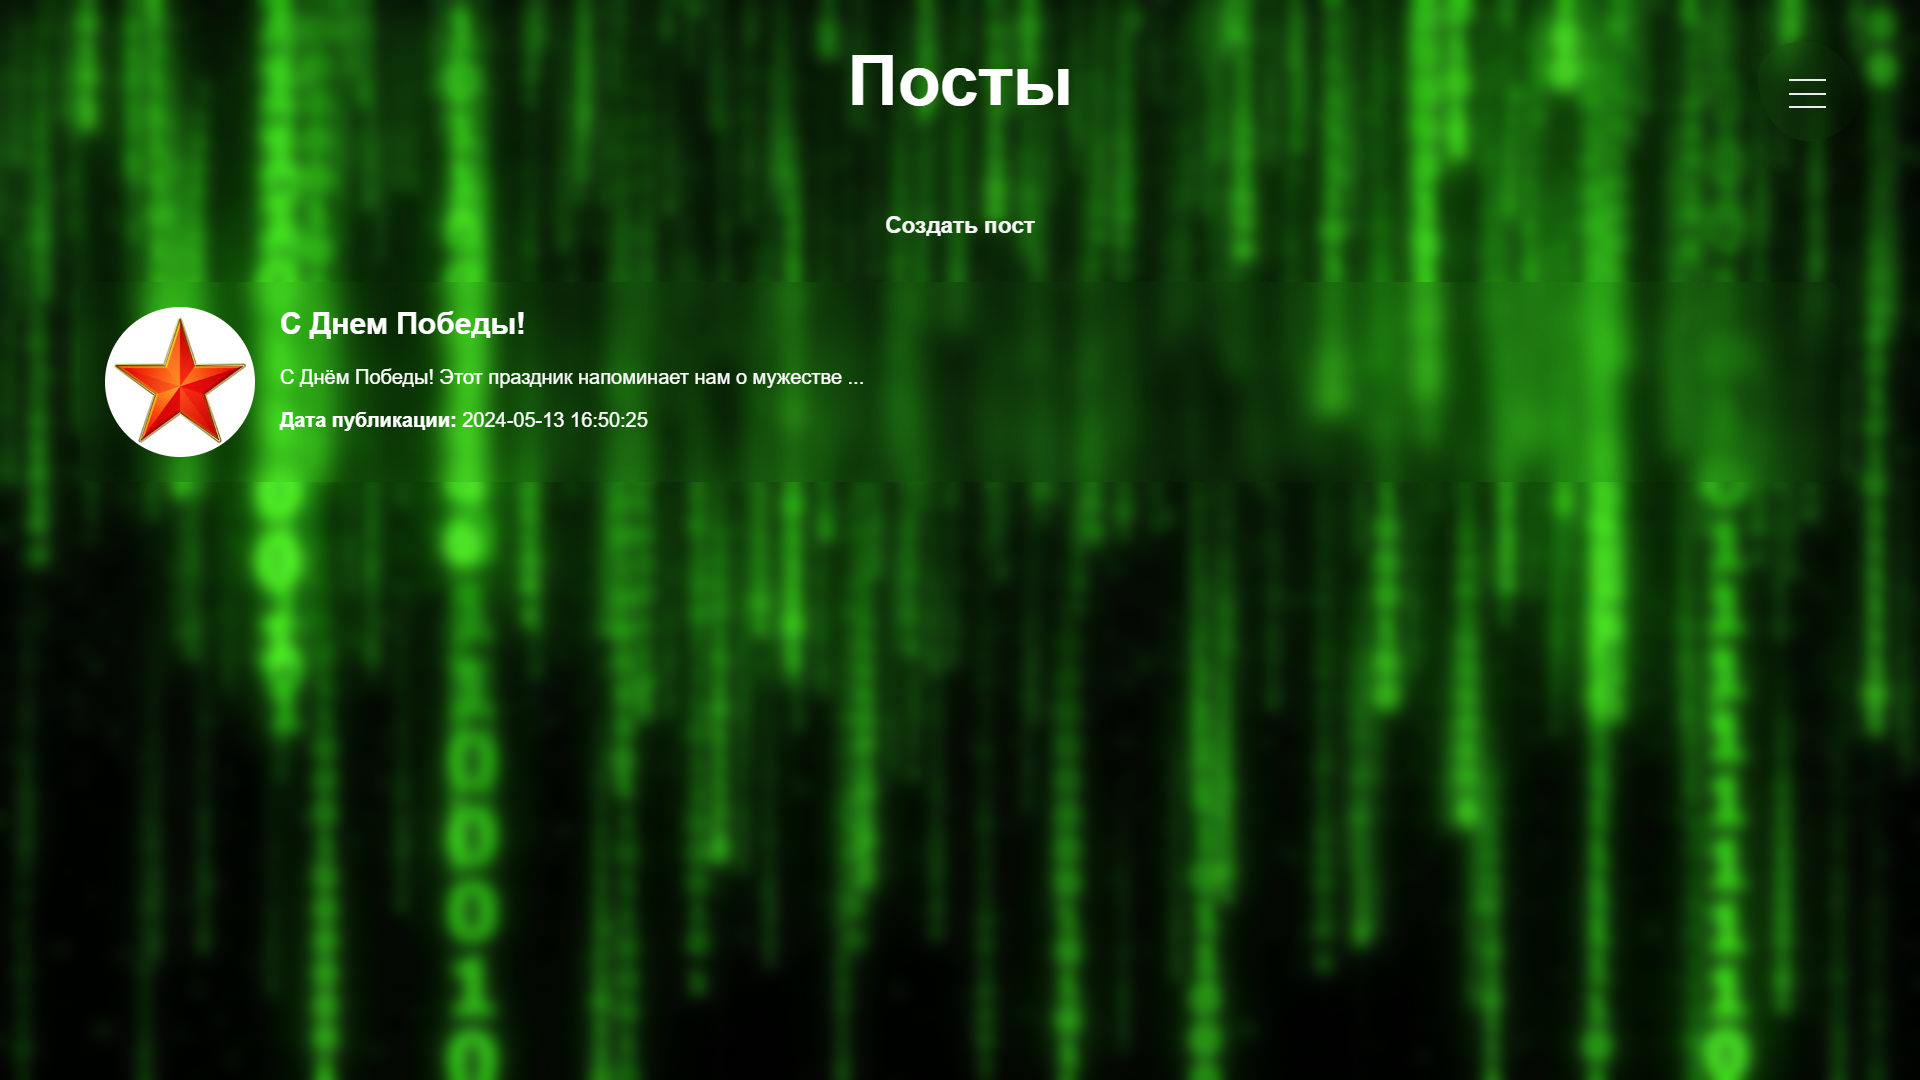 Посты
Создать пост
С Днем Победы!
С Днём Победы! Этот праздник напоминает нам о мужестве ...
Дата публикации: 2024-05-13 16:50:25